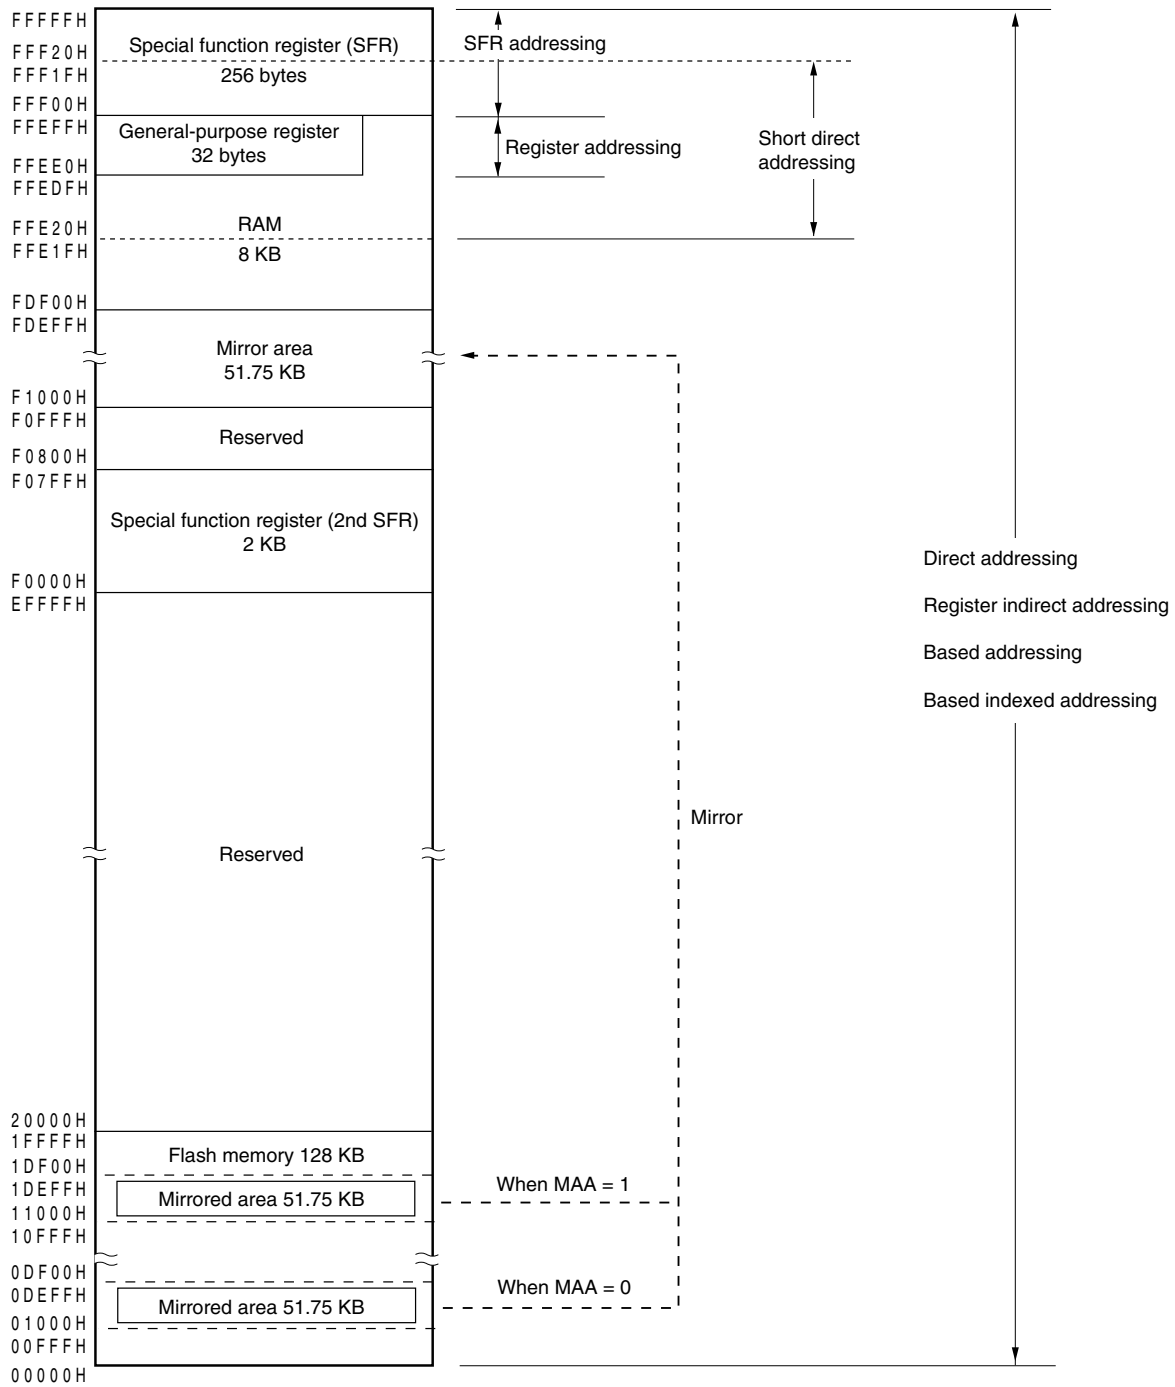 FFFFFH
Special function register (SFR)
SFR addressing
FFF20H
FFF1FH
256 bytes
FFF00H
FFEFFH
General-purpose register
32 bytes
Register addressing
Short direct
addressing
FFEE0H
FFEDFH
FFE20H
RAM
FFE1FH
8 KB
FDF00H
FDEFFH
Mirror area
51.75 KB
F1000H
F0FFFH
Reserved
F0800H
F07FFH
Special function register (2nd SFR)
2 KB
F0000H
EFFFFH
Direct addressing
Register indirect addressing
Based addressing
Based indexed addressing
Mirror
Reserved
20000H
1FFFFH
Flash memory 128 KB
1DF00H
1DEFFH
Mirrored area 51.75 KB
When MAA = 1
11000H
10FFFH
0DF00H
0DEFFH
Mirrored area 51.75 KB
When MAA = 0
01000H
00FFFH
00000H